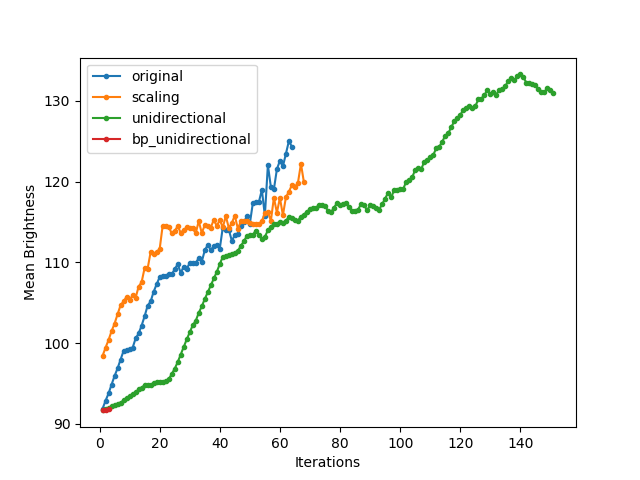 original
scaling
unidirectional
bp_unidirectional
130
120
110
100
90
Mean Brightness
0 20 40 60 80 100 120 140
Iterations